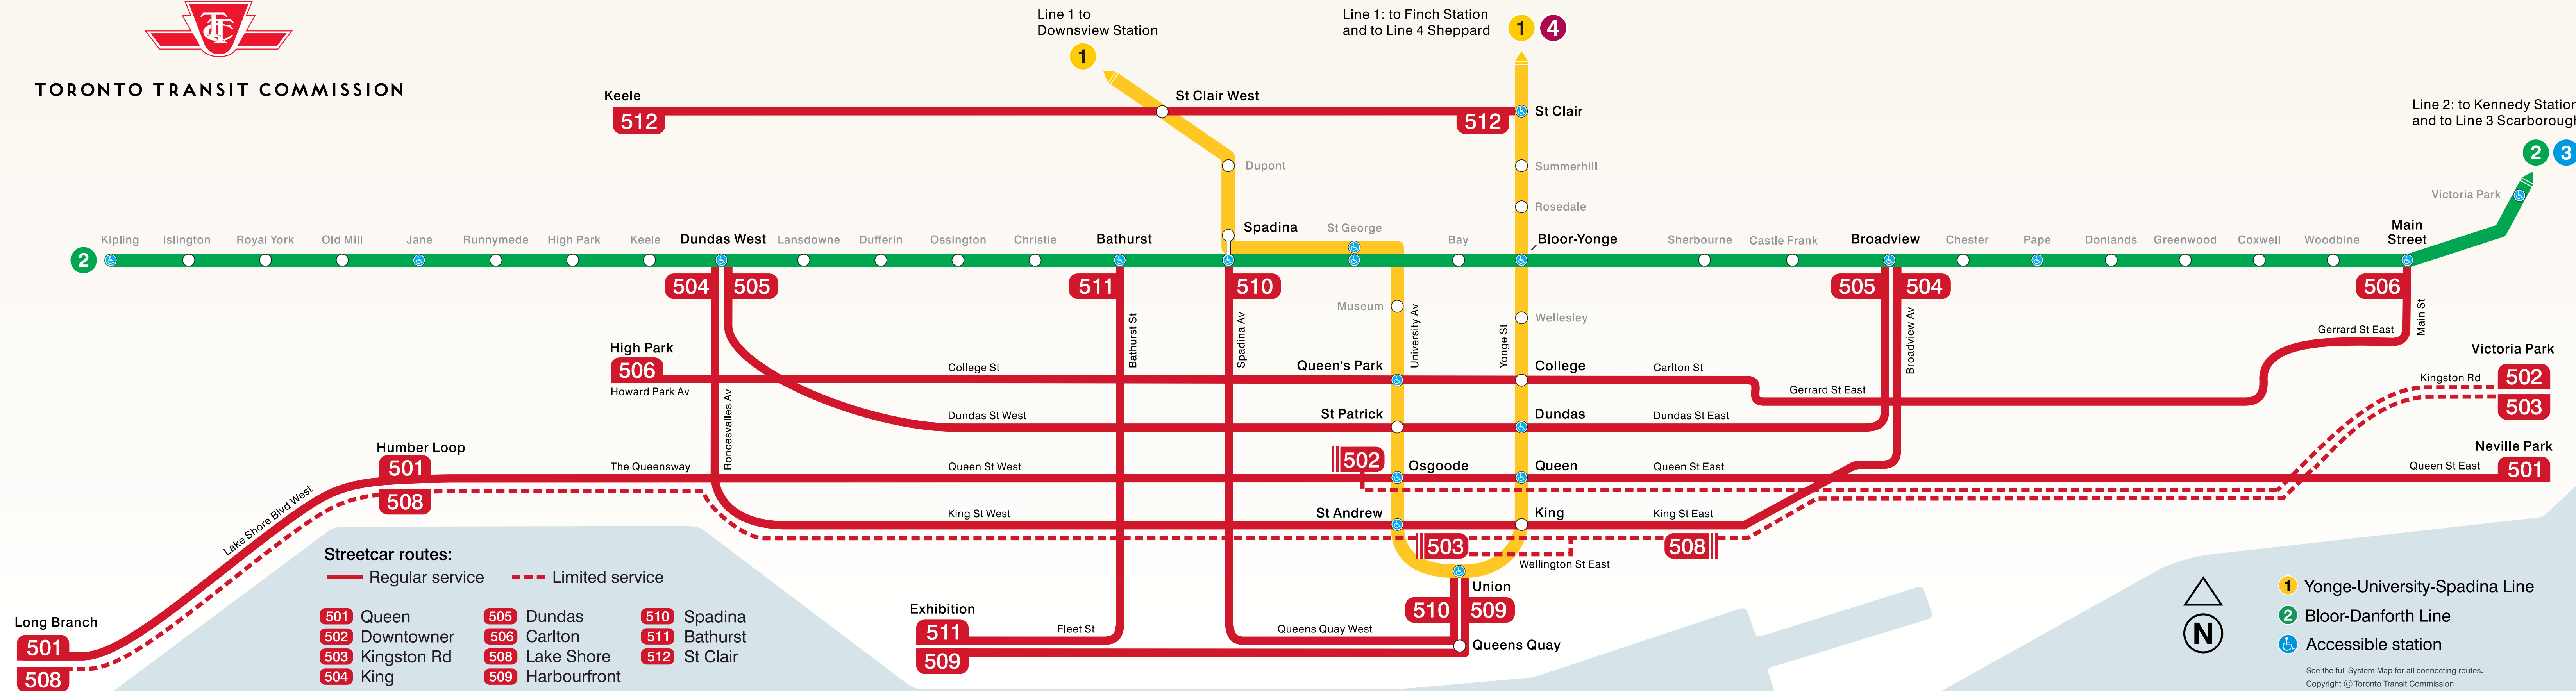 TORONTO TRANSIT COMMISSION
Line 1 to
Downsview Station
1
Line 1: to Finch Station
and to Line 4 Sheppard
1 4
Line 2: to Kennedy Station
and to Line 3 Scarborough
2 3
Keele
512
St Clair West
512
St Clair
Dupont
Summerhill
Rosedale
Victoria Park
2
Kipling
Islington
Royal York
Old Mill
Jane
Runnymede
High Park
Keele
Dundas West
Lansdowne
Dufferin
Ossington
Christie
Bathurst
Spadina
St George
Bay
Bloor-Yonge
Sherbourne
Castle Frank
Broadview
Chester
Pape
Donlands
Greenwood
Coxwell
Woodbine
Main
Street
504 505
511
510
505 504
506
Museum
University Av
Yonge St
Wellesley
Bathurst St
Spadina Av
Broadview Av
Main St
Gerrard St East
High Park
506
Howard Park Av
College St
Queen's Park
College
Carlton St
Gerrard St East
Victoria Park
Kingston Rd
502
503
Roncesvalles Av
Dundas St West
St Patrick
Dundas
Dundas St East
Humber Loop
501
508
The Queensway
Queen St West
502
Osgoode
Queen
Queen St East
Neville Park
Queen St East
501
Lake Shore Blvd West
King St West
St Andrew
King
King St East
503
508
Wellington St East
Union
510 509
Queens Quay
Exhibition
511
509
Fleet St
Queens Quay West
Long Branch
501
508
Streetcar routes:
Regular service
Limited service
501 Queen
502 Downtowner
503 Kingston Rd
504 King
505 Dundas
506 Carlton
508 Lake Shore
509 Harbourfront
510 Spadina
511 Bathurst
512 St Clair
N
1 Yonge-University-Spadina Line
2 Bloor-Danforth Line
Accessible station
See the full System Map for all connecting routes.
Copyright © Toronto Transit Commission